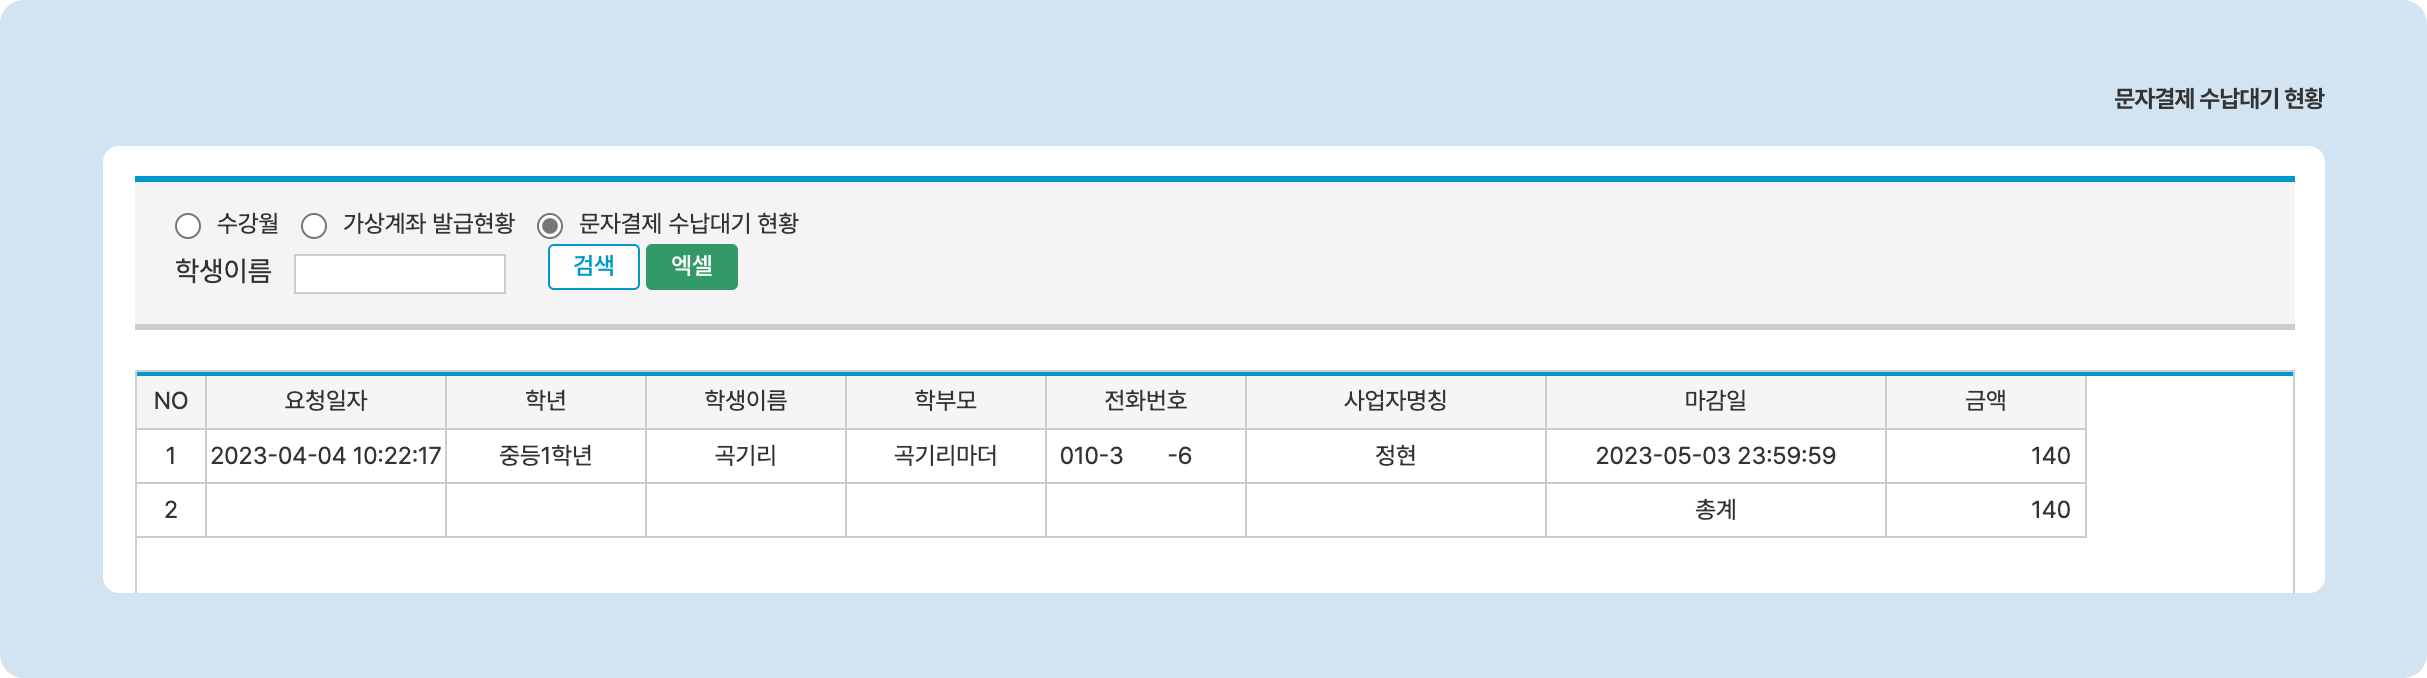 문자결제 수납대기 현황
수강월 가상계좌 발급현황 문자결제 수납대기 현황
학생이름 검색 엑셀
NO 요청일자 학년 학생이름 학부모 전화번호 사업자명칭 마감일 금액
1 2023-04-04 10:22:17 중등1학년 곡기리 곡기리마더 010-3 -6 정현 2023-05-03 23:59:59 140
2 총계 140